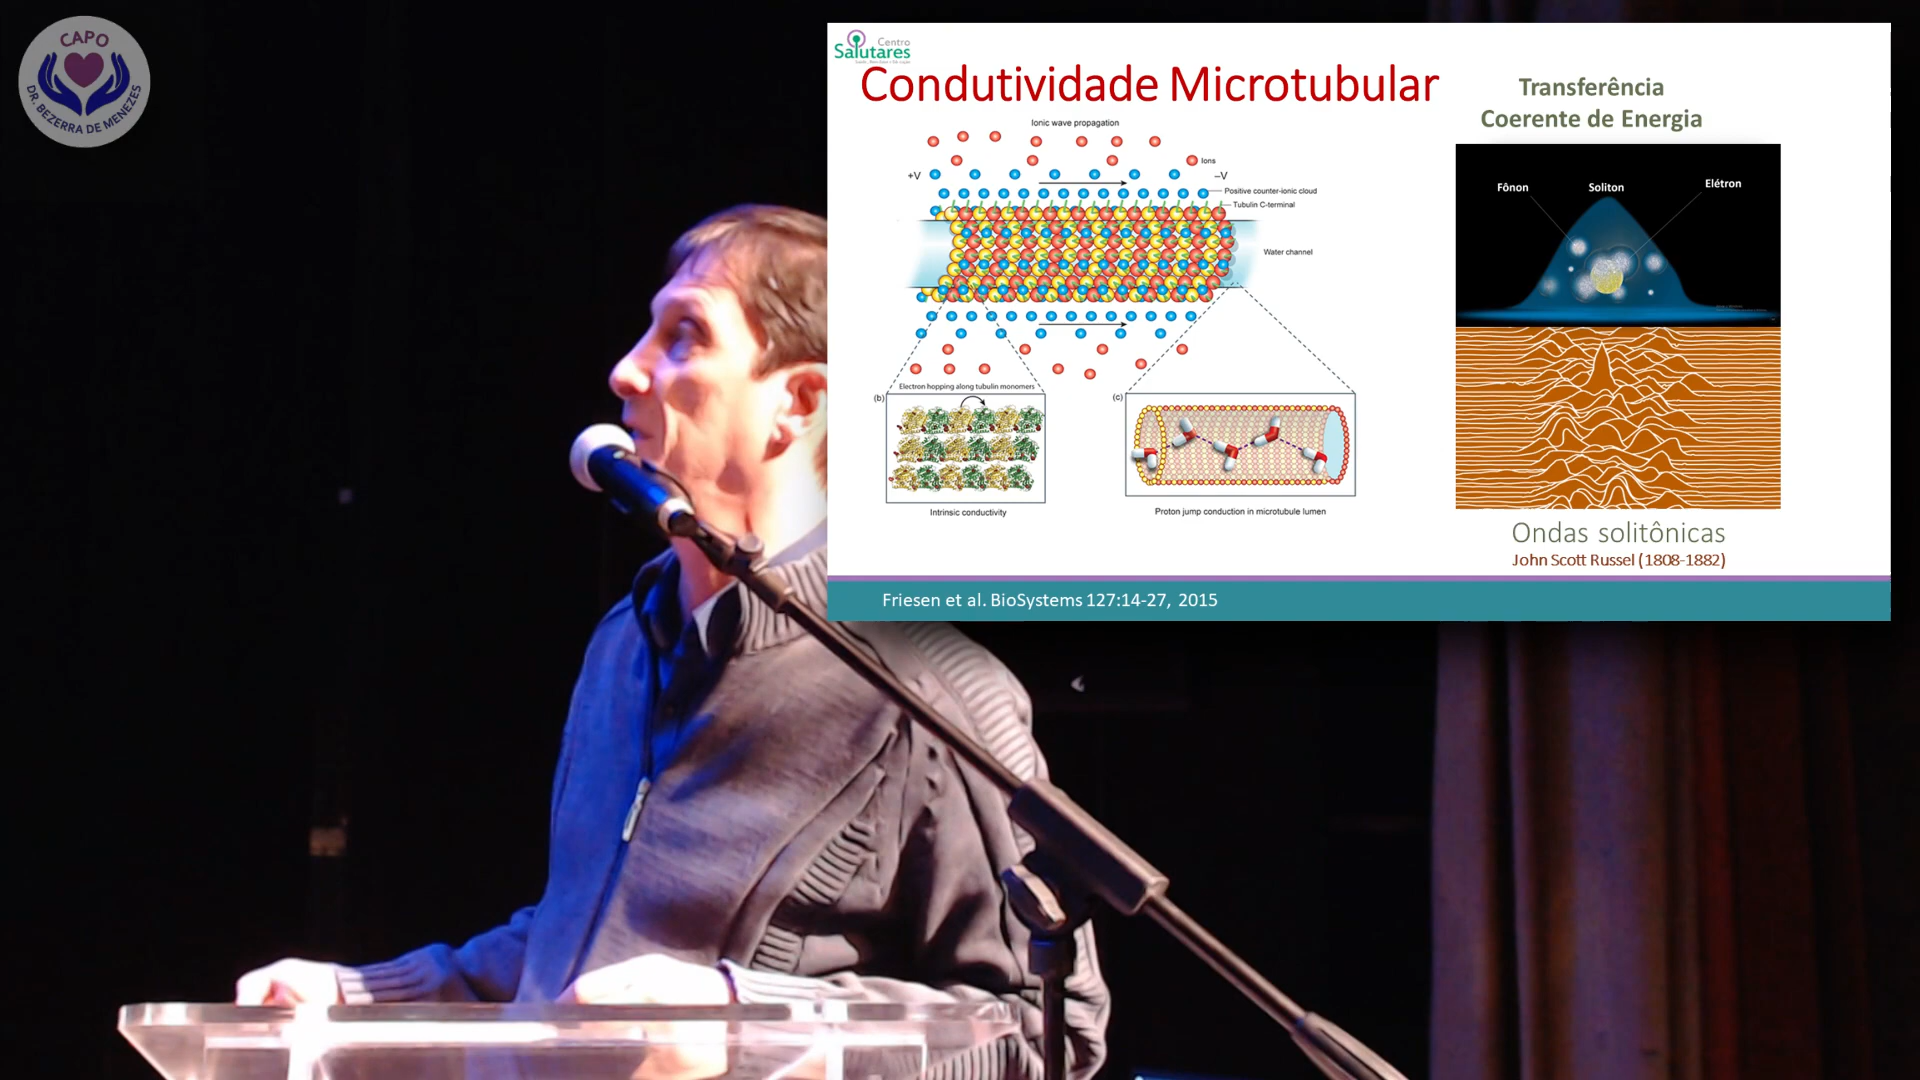 CAPO
DR. BEZERRA DE MENEZES
Centro
Salutares
Condutividade Microtubular
Ionic wave propagation
Ions
+V
–V
Positive counter-ionic cloud
Tubulin C-terminal
Water channel
Electron hopping along tubulin monomers
(b)
(c)
Intrinsic conductivity
Proton jump conduction in microtubule lumen
Transferência
Coerente de Energia
Fônon
Soliton
Elétron
Ondas solitônicas
John Scott Russel (1808-1882)
Friesen et al. BioSystems 127:14-27, 2015